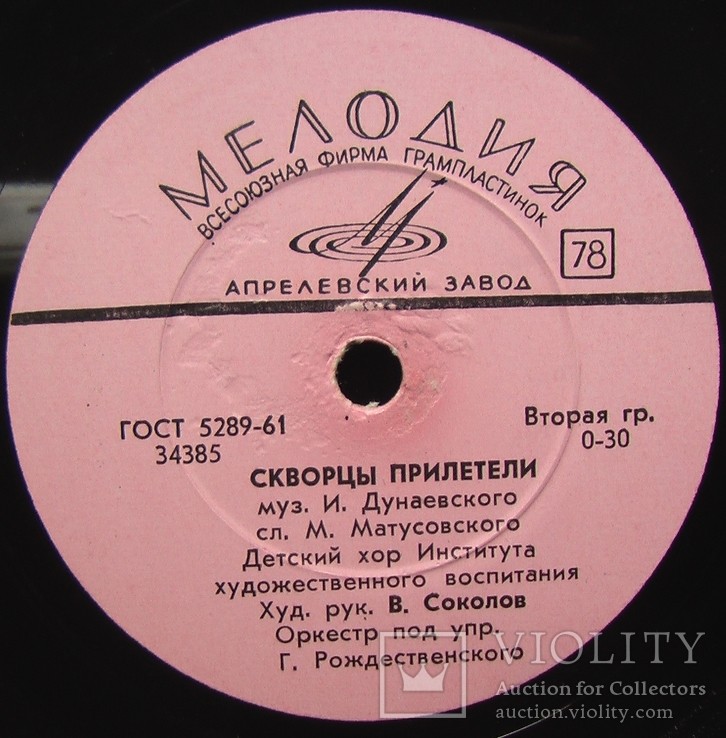 МЕЛОДИЯ
ВСЕСОЮЗНАЯ ФИРМА ГРАМПЛАСТИНОК
78
АПРЕЛЕВСКИЙ ЗАВОД
ГОСТ 5289-61
34385
Вторая гр.
0-30
СКВОРЦЫ ПРИЛЕТЕЛИ
муз. И. Дунаевского
сл. М. Матусовского
Детский хор Института
художественного воспитания
Худ. рук. В. Соколов
Оркестр под упр.
Г. Рождественского
VIOLITY
Auction for Collectors
auction.violity.com